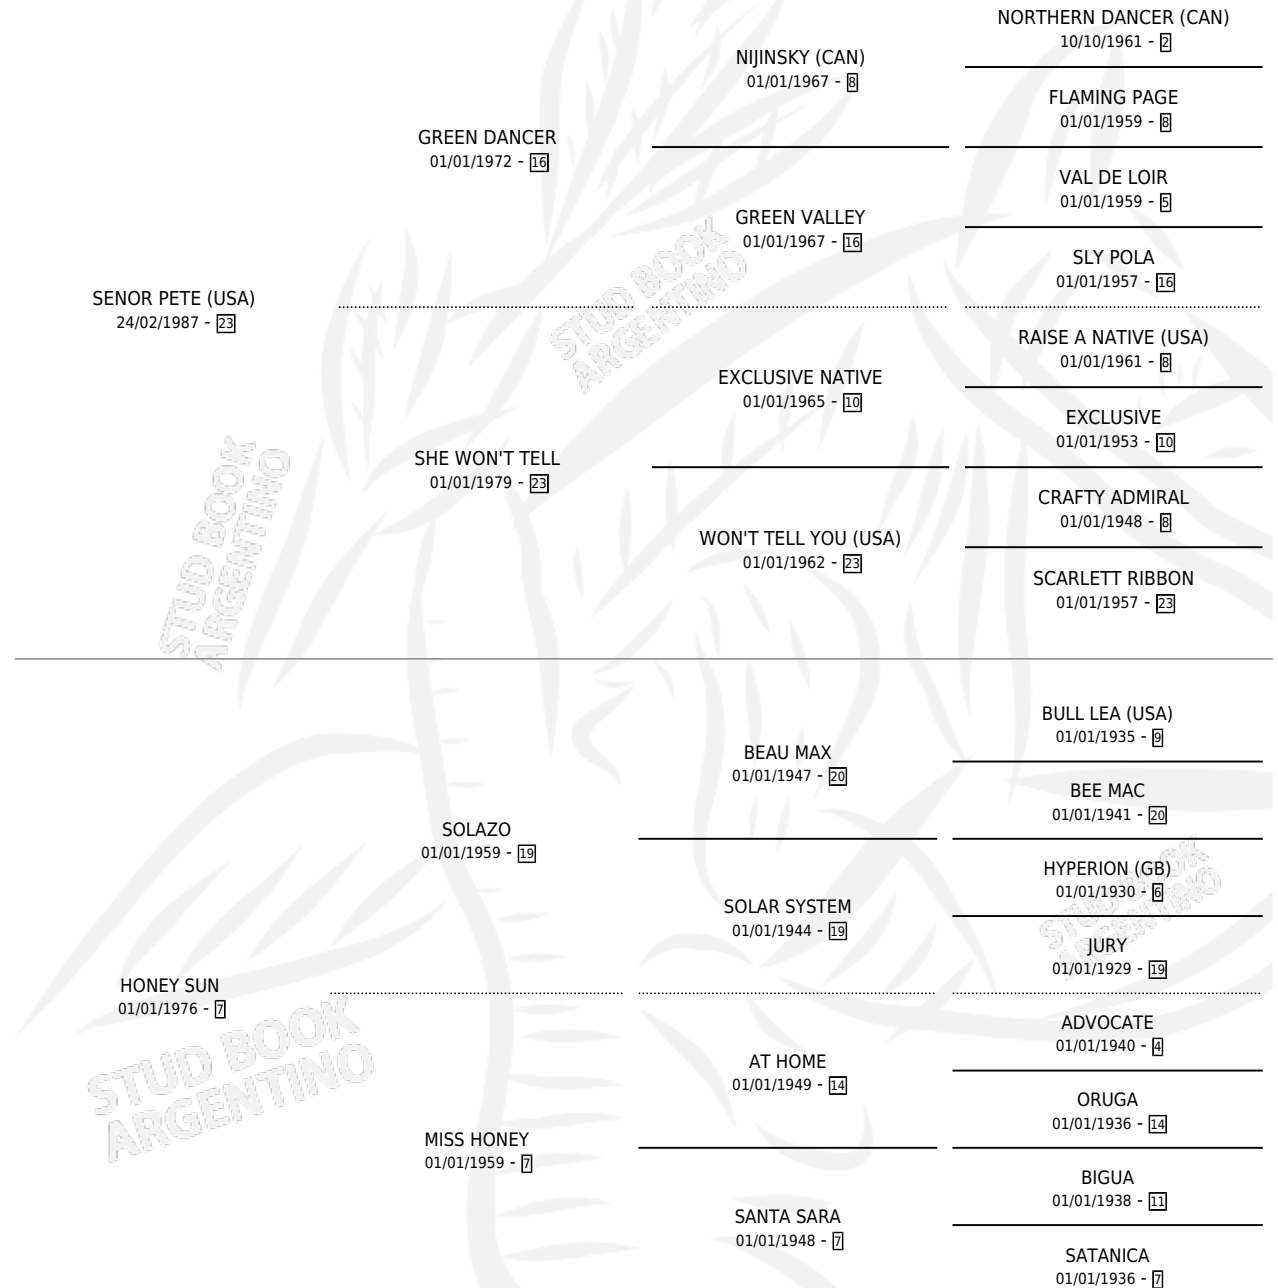 NORTHERN DANCER (CAN)
10/10/1961 - 2
NIJINSKY (CAN)
01/01/1967 - 8
FLAMING PAGE
01/01/1959 - 8
GREEN DANCER
01/01/1972 - 16
VAL DE LOIR
01/01/1959 - 5
GREEN VALLEY
01/01/1967 - 16
SLY POLA
01/01/1957 - 16
SENOR PETE (USA)
24/02/1987 - 23
RAISE A NATIVE (USA)
01/01/1961 - 8
EXCLUSIVE NATIVE
01/01/1965 - 10
EXCLUSIVE
01/01/1953 - 10
SHE WON'T TELL
01/01/1979 - 23
CRAFTY ADMIRAL
01/01/1948 - 8
WON'T TELL YOU (USA)
01/01/1962 - 23
SCARLETT RIBBON
01/01/1957 - 23
BULL LEA (USA)
01/01/1935 - 9
BEAU MAX
01/01/1947 - 20
BEE MAC
01/01/1941 - 20
SOLAZO
01/01/1959 - 19
HYPERION (GB)
01/01/1930 - 6
SOLAR SYSTEM
01/01/1944 - 19
JURY
01/01/1929 - 19
HONEY SUN
01/01/1976 - 7
ADVOCATE
01/01/1940 - 4
AT HOME
01/01/1949 - 14
ORUGA
01/01/1936 - 14
MISS HONEY
01/01/1959 - 7
BIGUA
01/01/1938 - 11
SANTA SARA
01/01/1948 - 7
SATANICA
01/01/1936 - 7
STUD BOOK
ARGENTINO
STUD BOOK
ARGENTINO
STUD BOOK
ARGENTINO
STUD BOOK
ARGENTINO